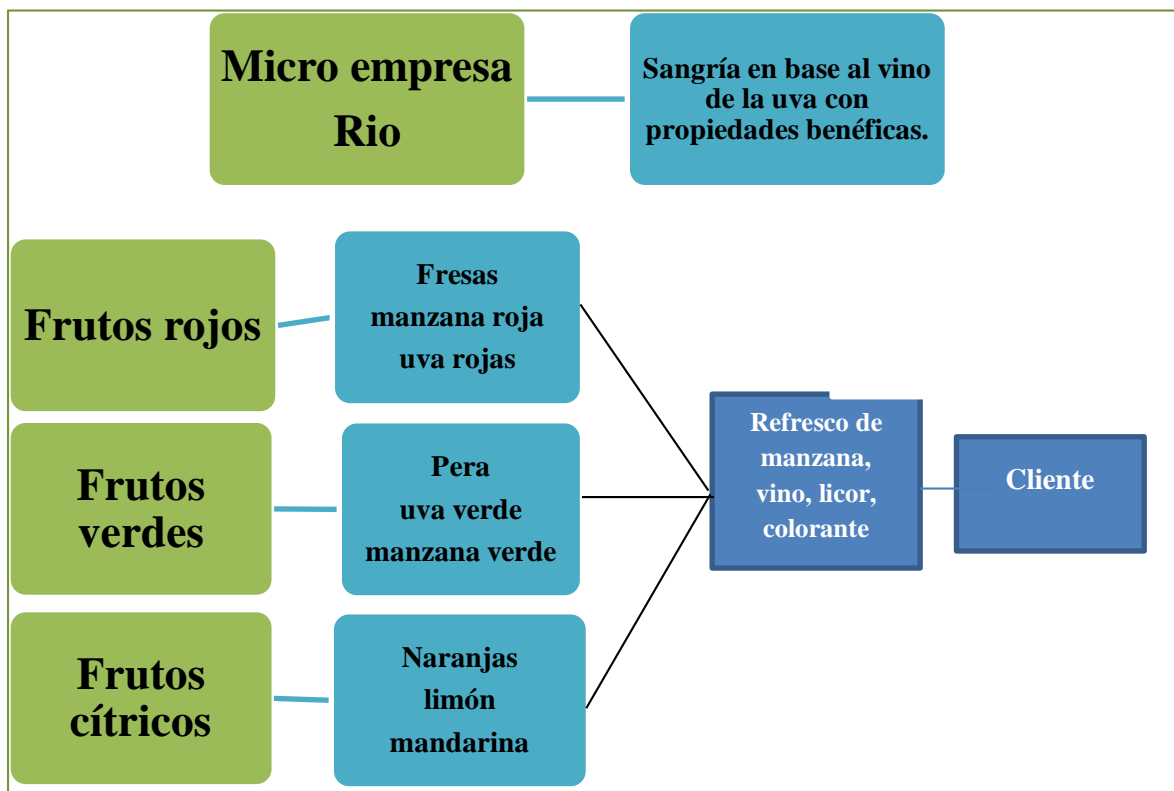 Micro empresa
Rio
Sangría en base al vino
de la uva con
propiedades benéficas.
Frutos rojos
Fresas
manzana roja
uva rojas
Frutos
verdes
Pera
uva verde
manzana verde
Frutos
cítricos
Naranjas
limón
mandarina
Refresco de
manzana,
vino, licor,
colorante
Cliente